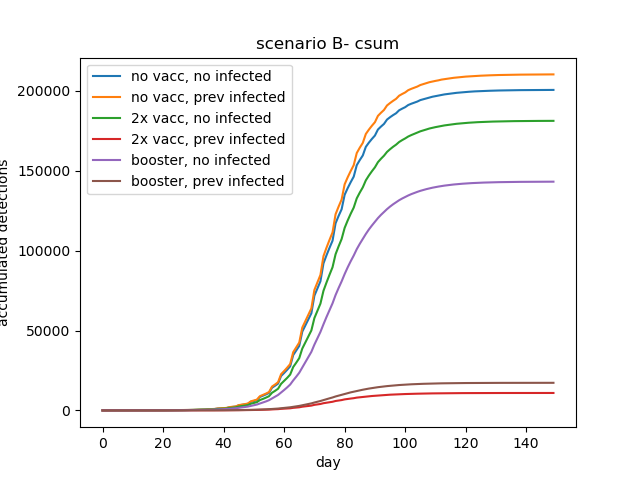 scenario B- csum
no vacc, no infected
no vacc, prev infected
2x vacc, no infected
2x vacc, prev infected
booster, no infected
booster, prev infected
accumulated detections
200000
150000
100000
50000
0
0 20 40 60 80 100 120 140
day